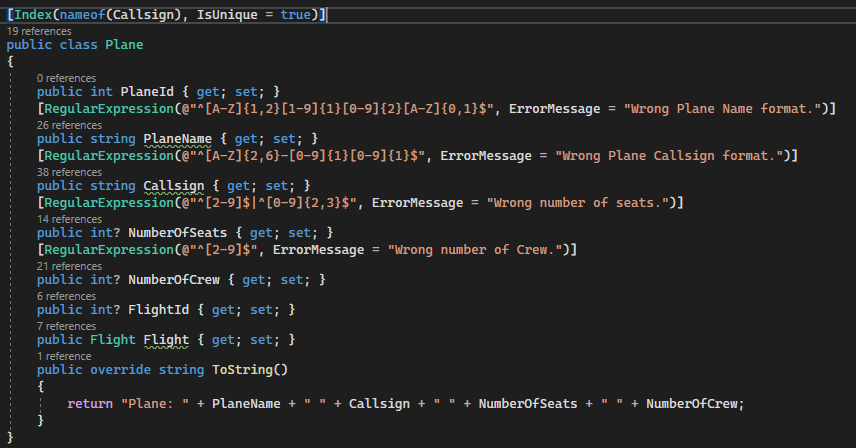 [Index(nameof(Callsign), IsUnique = true)]
19 references
public class Plane
{
0 references
public int PlaneId { get; set; }
[RegularExpression(@"^[A-Z]{1,2}[1-9]{1}[0-9]{2}[A-Z]{0,1}$", ErrorMessage = "Wrong Plane Name format.")]
26 references
public string PlaneName { get; set; }
[RegularExpression(@"^[A-Z]{2,6}-[0-9]{1}[0-9]{1}$", ErrorMessage = "Wrong Plane Callsign format.")]
38 references
public string Callsign { get; set; }
[RegularExpression(@"^[2-9]$|^[0-9]{2,3}$", ErrorMessage = "Wrong number of seats.")]
14 references
public int? NumberOfSeats { get; set; }
[RegularExpression(@"^[2-9]$", ErrorMessage = "Wrong number of Crew.")]
21 references
public int? NumberOfCrew { get; set; }
6 references
public int? FlightId { get; set; }
7 references
public Flight Flight { get; set; }
1 reference
public override string ToString()
{
return "Plane: " + PlaneName + " " + Callsign + " " + NumberOfSeats + " " + NumberOfCrew;
}
}